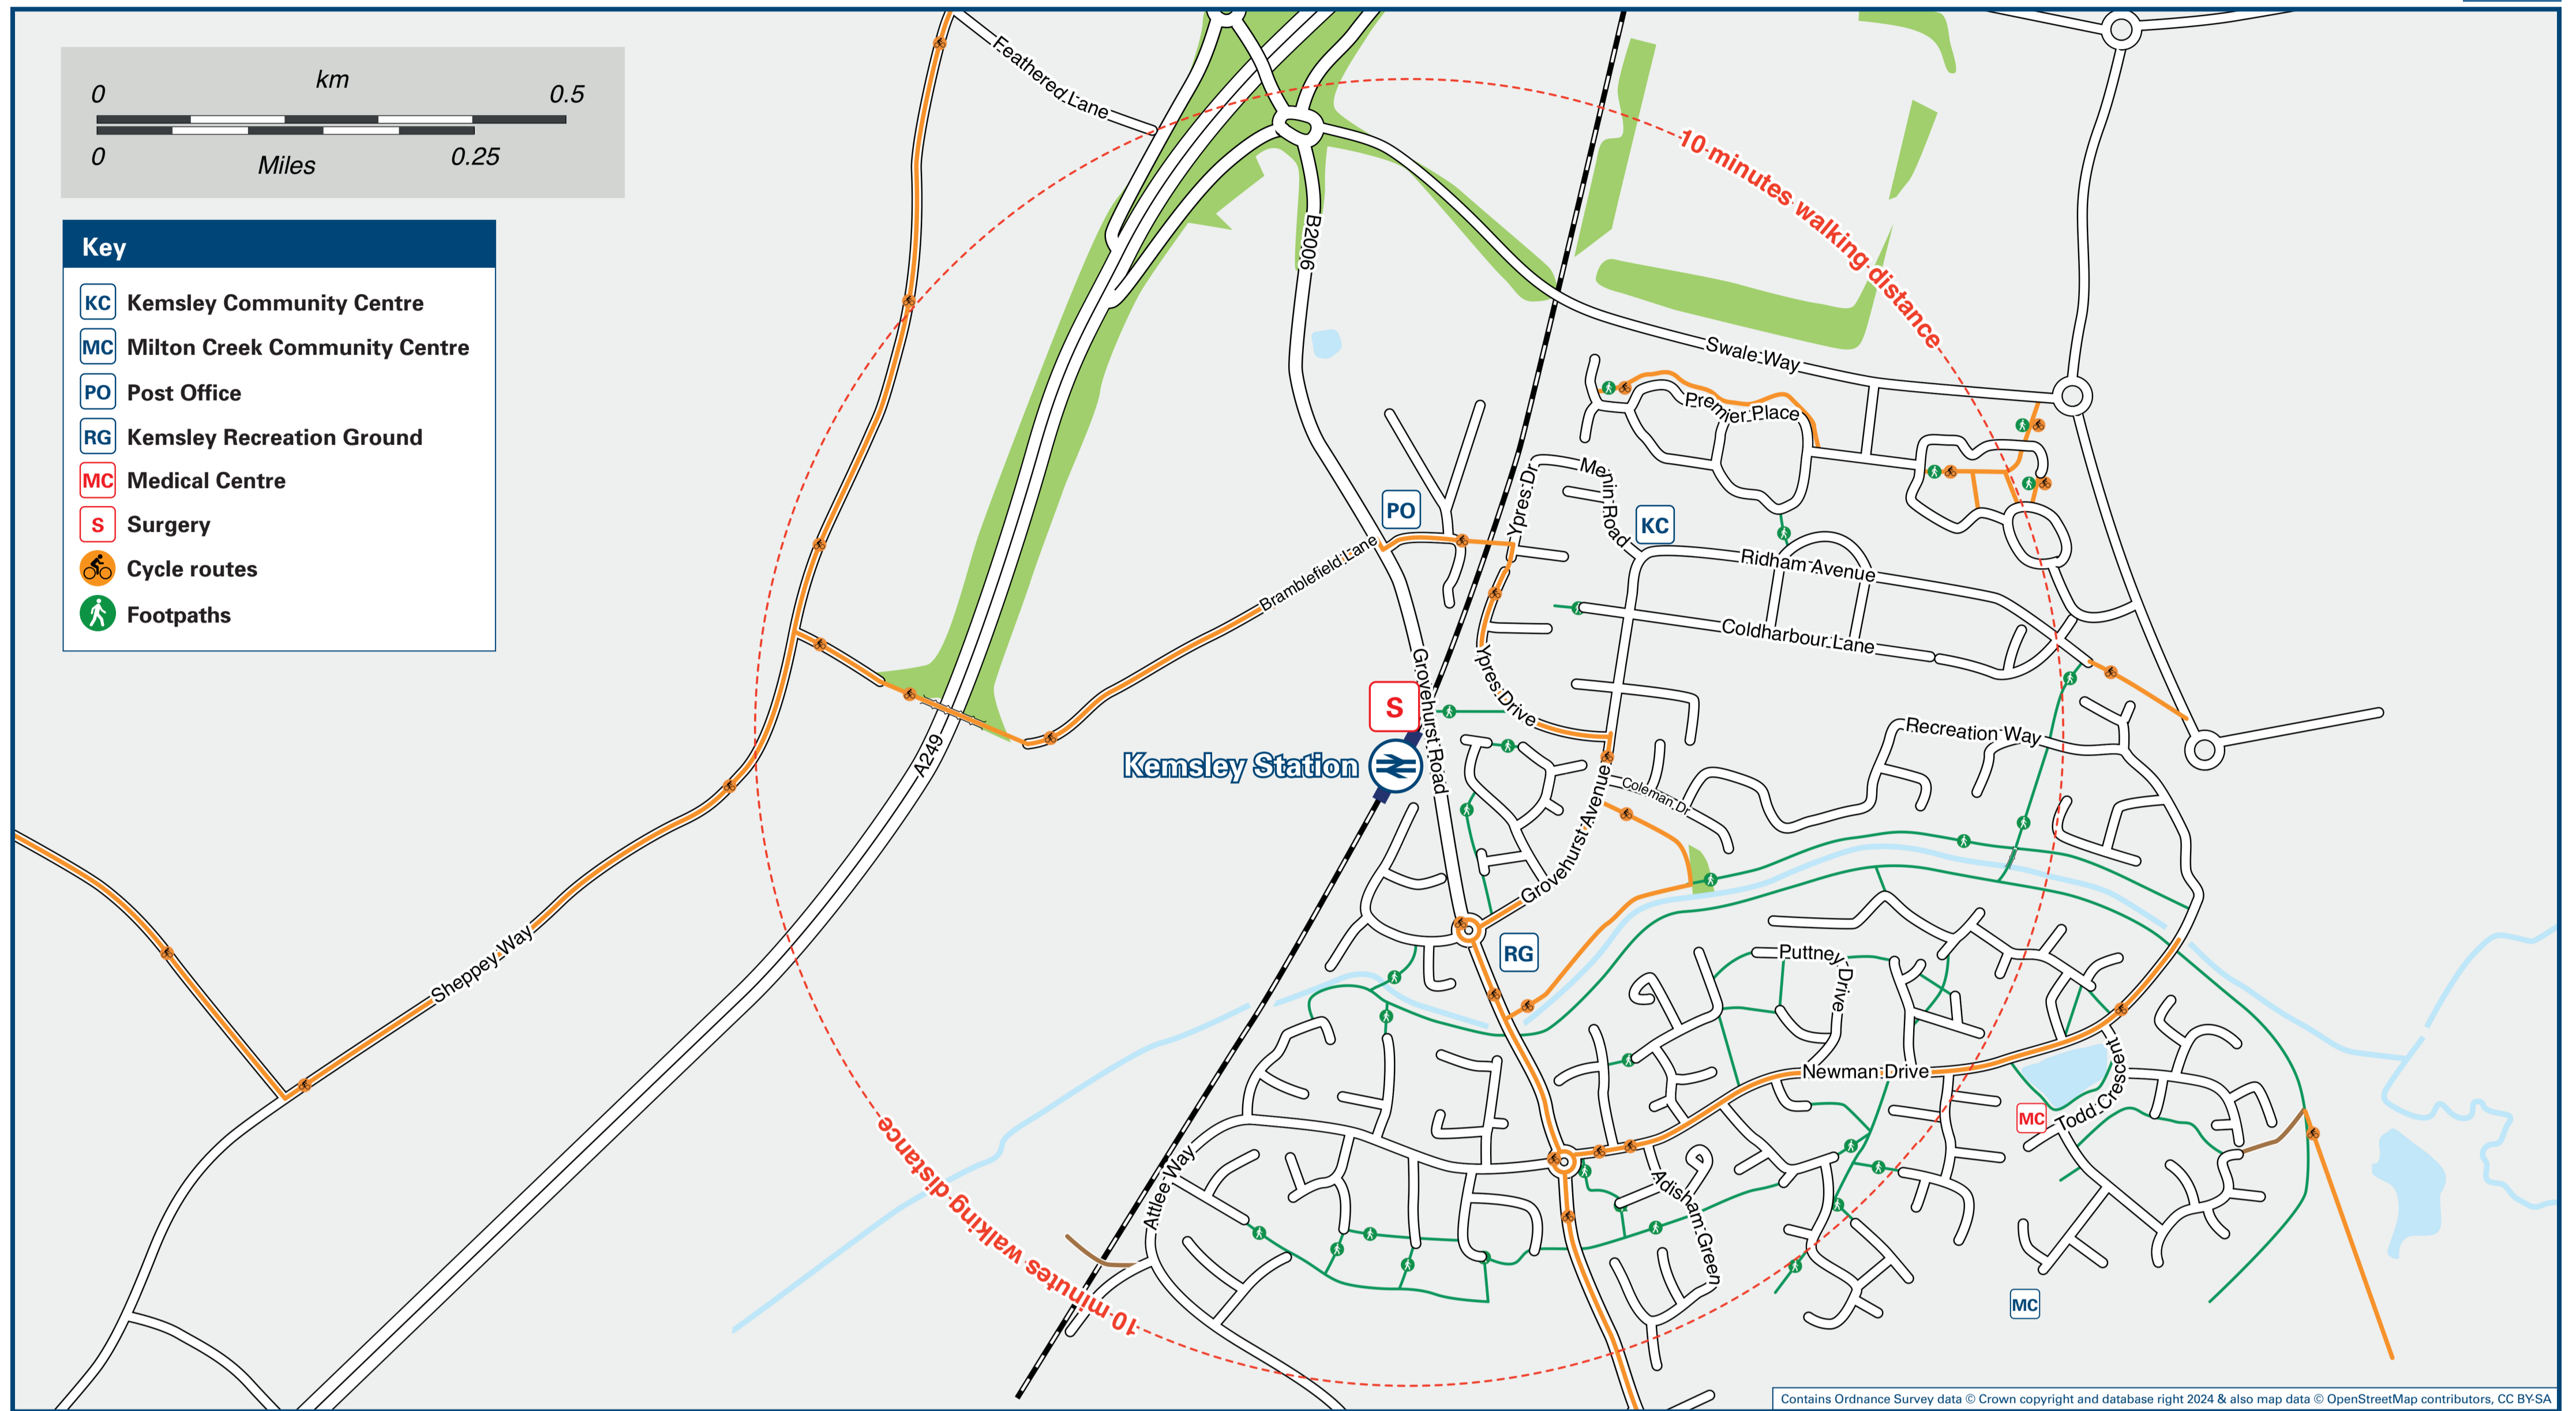 km
0
0.5
0
0.25
Miles
Key
KC Kemsley Community Centre
MC Milton Creek Community Centre
PO Post Office
RG Kemsley Recreation Ground
MC Medical Centre
S Surgery
Cycle routes
Footpaths
Feathered Lane
B2006
10 minutes walking distance
Swale Way
Premier Place
Menin Road
Ypres Dr
PO
KC
Ridham Avenue
Bramblefield Lane
Coldharbour Lane
Grovehurst Road
Ypres Drive
S
Kemsley Station
A249
Recreation Way
Coleman Dr
Grovehurst Avenue
RG
Sheppey Way
Puttney Drive
Newman Drive
Todd Crescent
MC
Attlee Way
Adisham Green
10 minutes walking distance
MC
Contains Ordnance Survey data © Crown copyright and database right 2024 & also map data © OpenStreetMap contributors, CC BY-SA